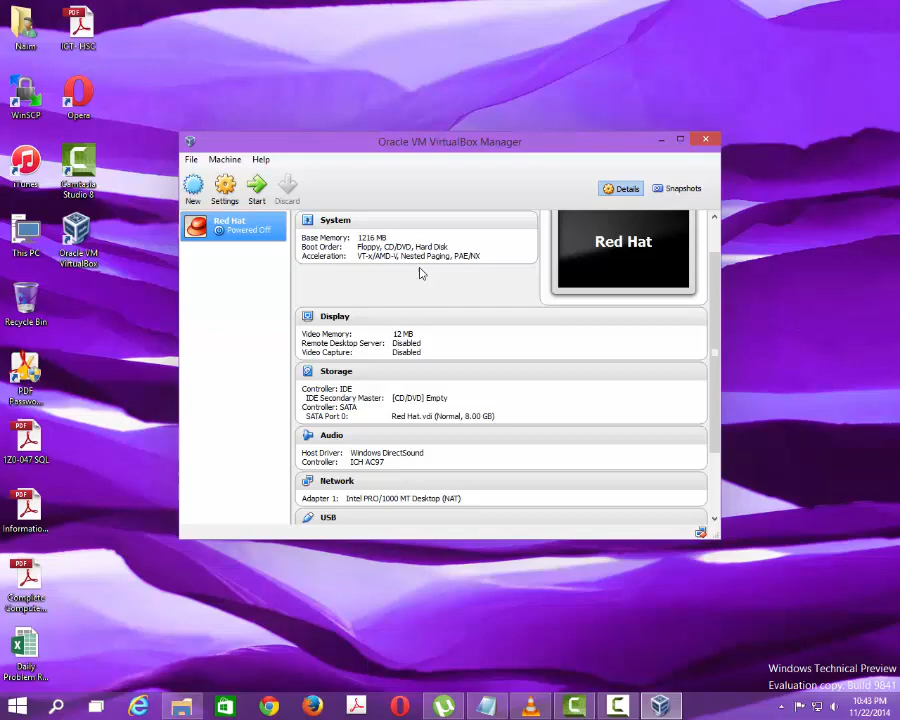 Naim
ICT- HSC
WinSCP
Opera
iTunes
Camtasia
Studio 8
This PC
Oracle VM
VirtualBox
Recycle Bin
PDF
Passwo...
1Z0-047.SQL
Informatio...
Complete
Compute...
Daily
Problem R...
Oracle VM VirtualBox Manager
File Machine Help
New Settings Start Discard
Details Snapshots
Red Hat
Powered Off
System
Base Memory: 1216 MB
Boot Order: Floppy, CD/DVD, Hard Disk
Acceleration: VT-x/AMD-V, Nested Paging, PAE/NX
Red Hat
Display
Video Memory: 12 MB
Remote Desktop Server: Disabled
Video Capture: Disabled
Storage
Controller: IDE
IDE Secondary Master: [CD/DVD] Empty
Controller: SATA
SATA Port 0: Red Hat.vdi (Normal, 8.00 GB)
Audio
Host Driver: Windows DirectSound
Controller: ICH AC97
Network
Adapter 1: Intel PRO/1000 MT Desktop (NAT)
USB
Windows Technical Preview
Evaluation copy. Build 9841
10:43 PM
11/22/2014